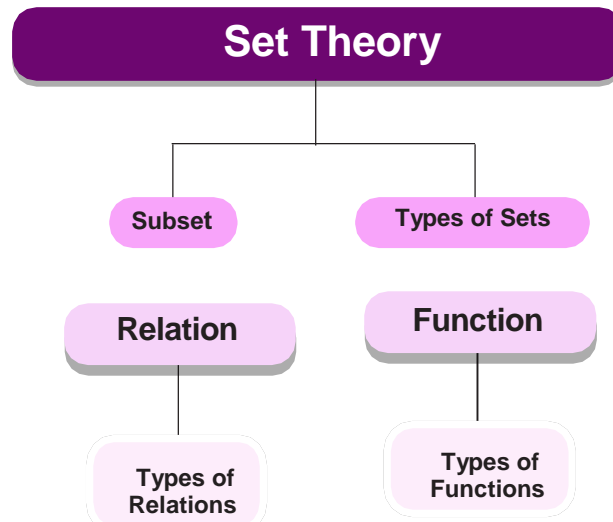 Set Theory
Subset
Types of Sets
Relation
Function
Types of
Relations
Types of
Functions